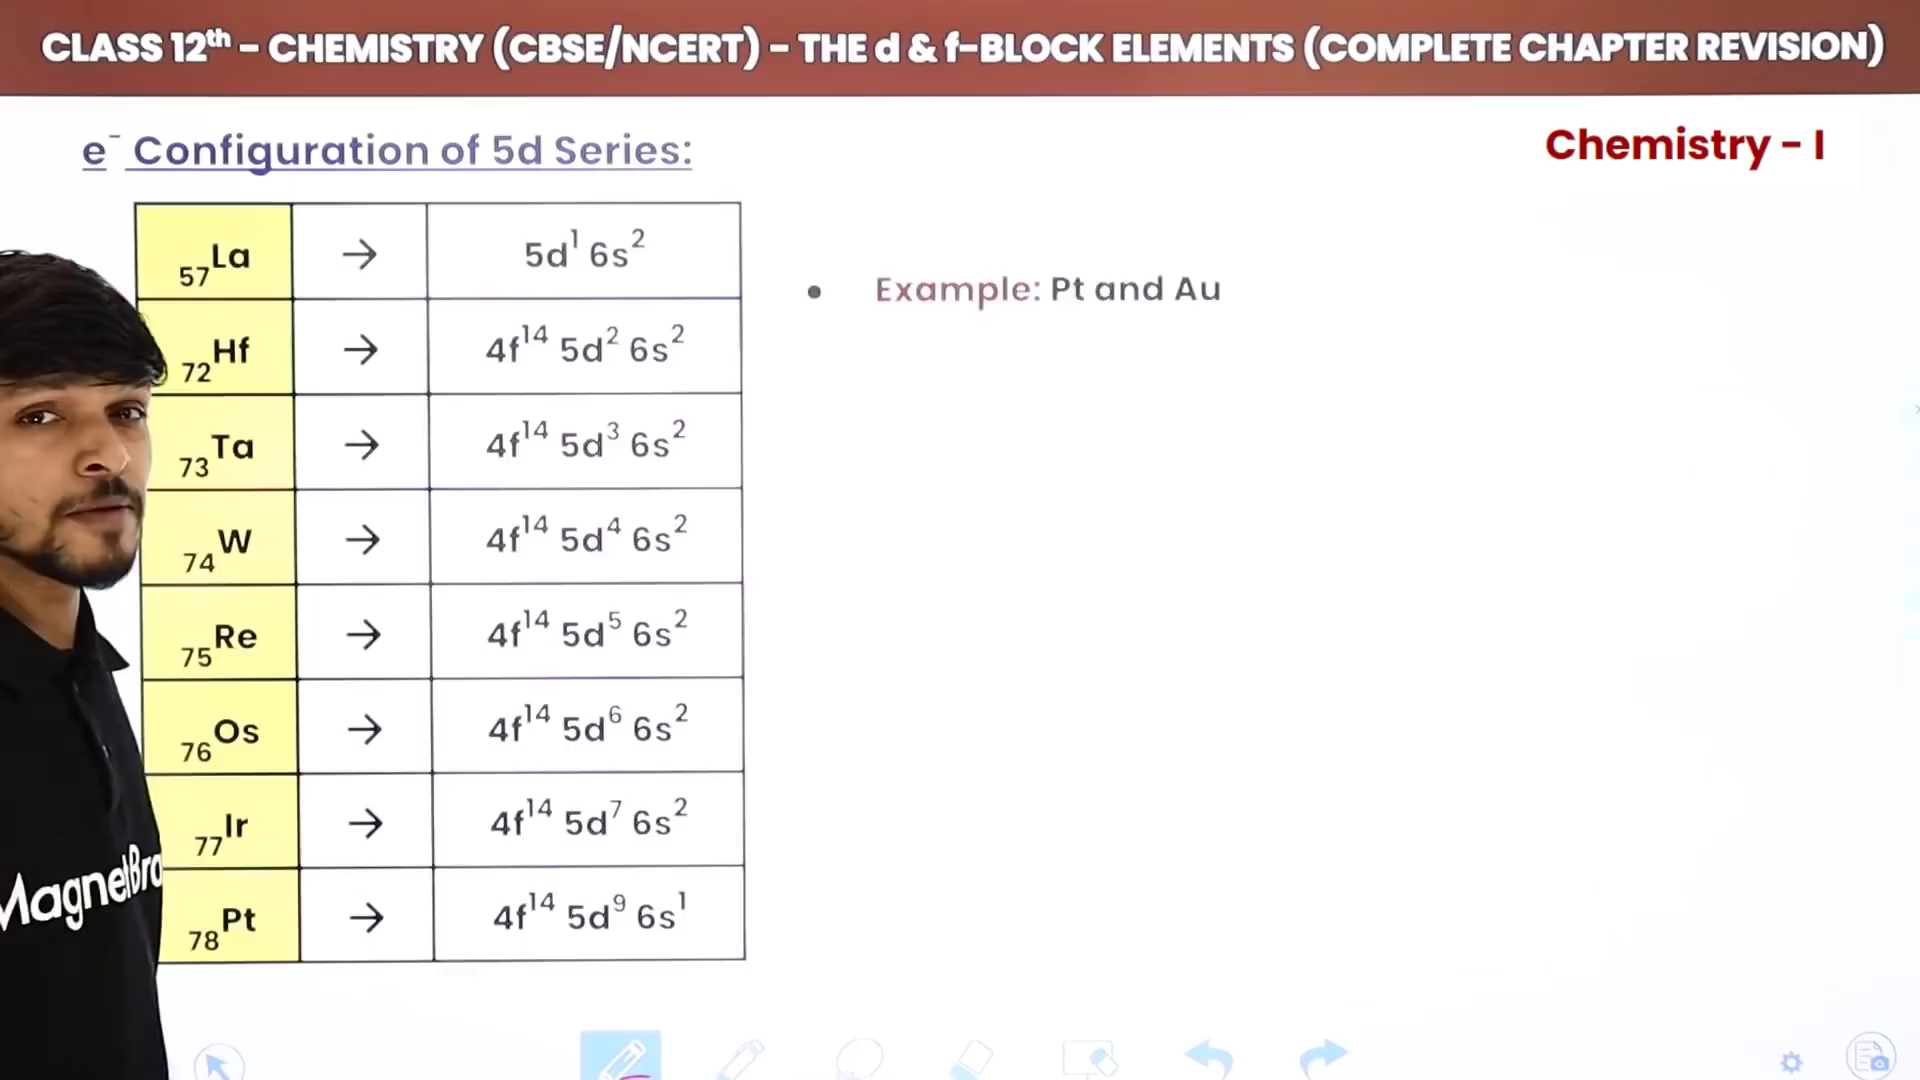 CLASS 12th – CHEMISTRY (CBSE/NCERT) – THE d & f–BLOCK ELEMENTS (COMPLETE CHAPTER REVISION)
e⁻ Configuration of 5d Series:
Chemistry – I
₅₇La → 5d¹ 6s²
Example: Pt and Au
₇₂Hf → 4f¹⁴ 5d² 6s²
₇₃Ta → 4f¹⁴ 5d³ 6s²
₇₄W → 4f¹⁴ 5d⁴ 6s²
₇₅Re → 4f¹⁴ 5d⁵ 6s²
₇₆Os → 4f¹⁴ 5d⁶ 6s²
₇₇Ir → 4f¹⁴ 5d⁷ 6s²
₇₈Pt → 4f¹⁴ 5d⁹ 6s¹
MagnetBra